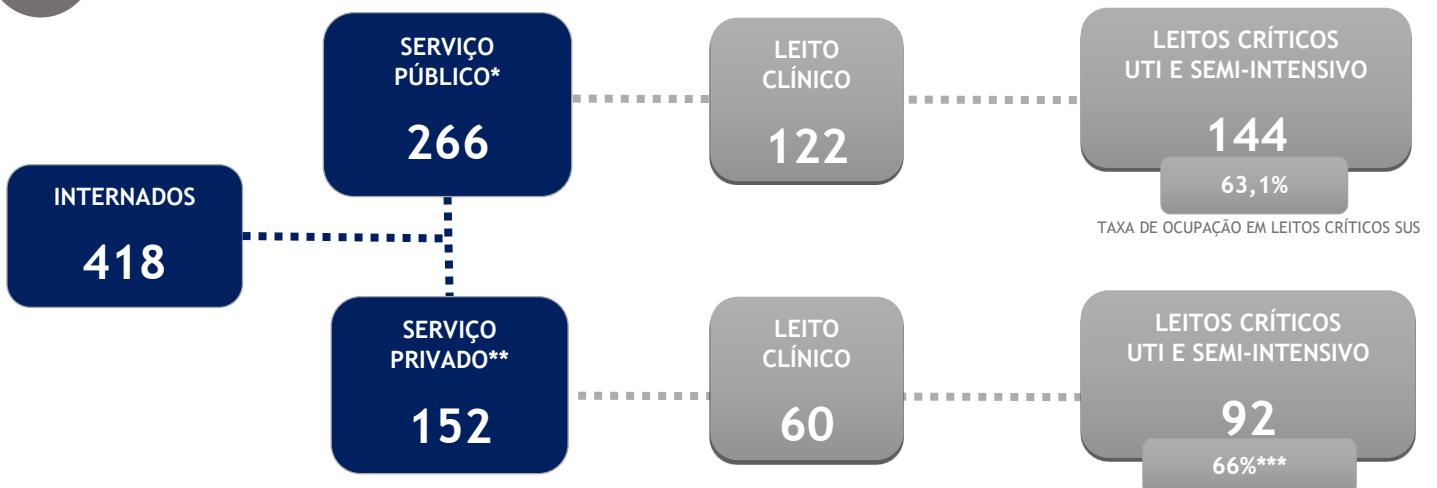 INTERNADOS
418
SERVIÇO
PÚBLICO*
266
LEITO
CLÍNICO
122
LEITOS CRÍTICOS
UTI E SEMI-INTENSIVO
144
63,1%
TAXA DE OCUPAÇÃO EM LEITOS CRÍTICOS SUS
SERVIÇO
PRIVADO**
152
LEITO
CLÍNICO
60
LEITOS CRÍTICOS
UTI E SEMI-INTENSIVO
92
66%***